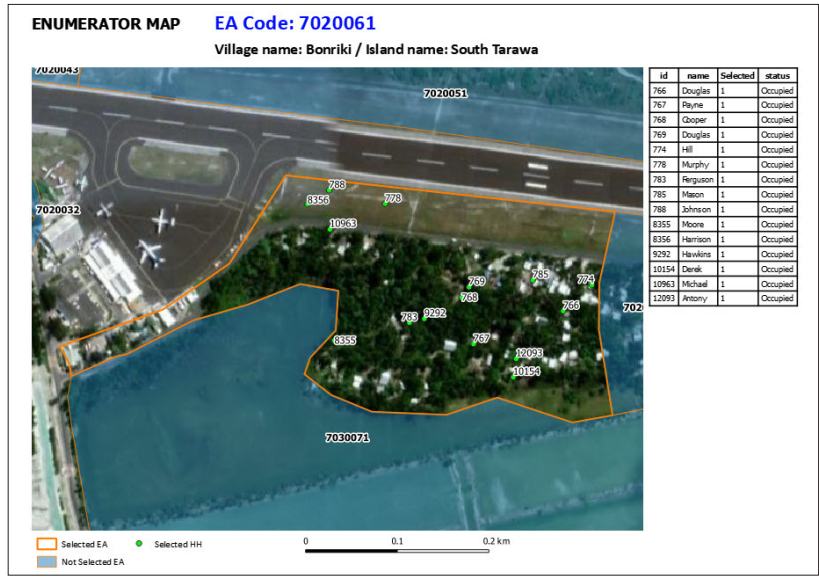 ENUMERATOR MAP
EA Code: 7020061
Village name: Bonriki / Island name: South Tarawa
7020043
7020051
7020032
788
8356
778
10963
769
785
774
768
766
7020
783
9292
767
8355
12093
10154
7030071
id name Selected status
766 Douglas 1 Occupied
767 Payne 1 Occupied
768 Cooper 1 Occupied
769 Douglas 1 Occupied
774 Hill 1 Occupied
778 Murphy 1 Occupied
783 Ferguson 1 Occupied
785 Mason 1 Occupied
788 Johnson 1 Occupied
8355 Moore 1 Occupied
8356 Harrison 1 Occupied
9292 Hawkins 1 Occupied
10154 Derek 1 Occupied
10963 Michael 1 Occupied
12093 Antony 1 Occupied
Selected EA
Selected HH
Not Selected EA
0 0.1 0.2 km